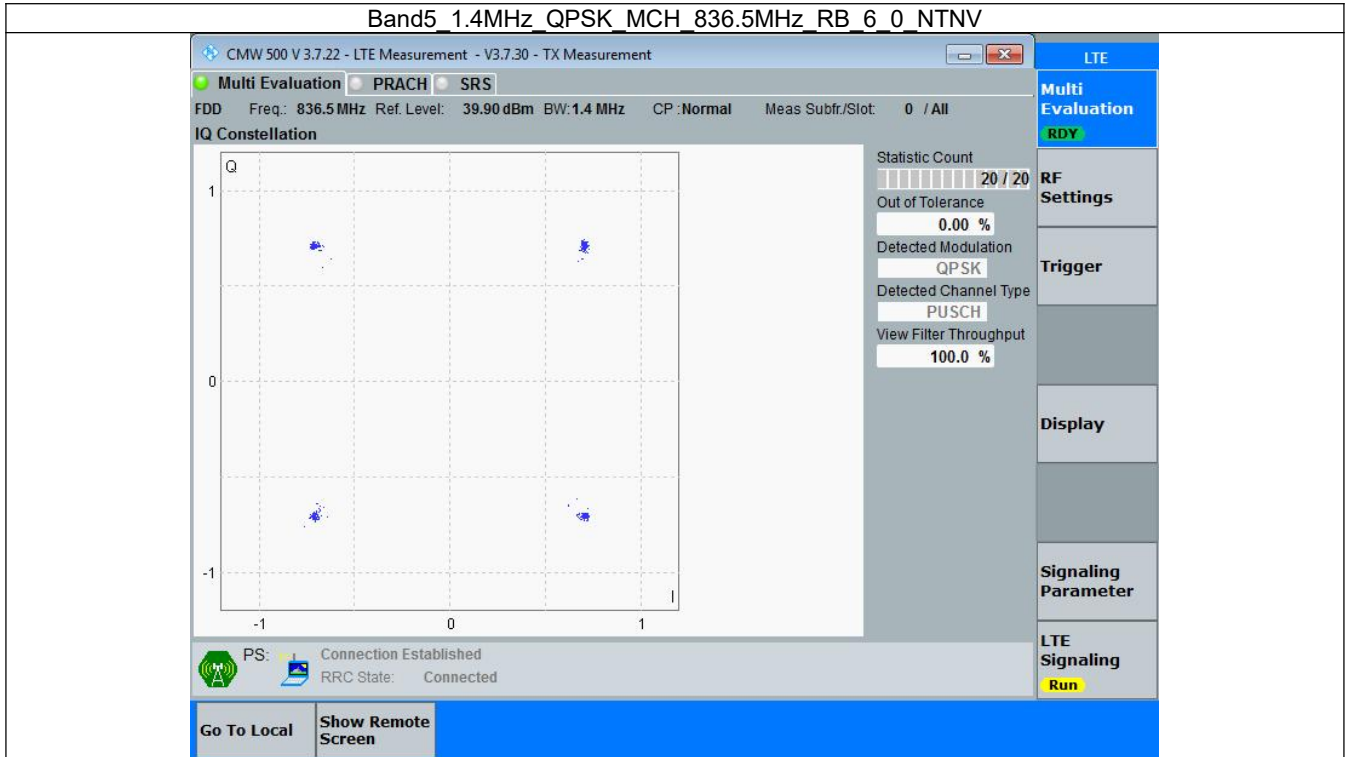 Band5_1.4MHz_QPSK_MCH_836.5MHz_RB_6_0_NTNV
CMW 500 V 3.7.22 - LTE Measurement - V3.7.30 - TX Measurement
LTE
Multi Evaluation PRACH SRS
FDD Freq.: 836.5 MHz Ref. Level: 39.90 dBm BW: 1.4 MHz CP : Normal Meas Subfr./Slot: 0 / All
IQ Constellation
Q
1
0
-1
I
-1 0 1
Statistic Count
20 / 20
Out of Tolerance
0.00 %
Detected Modulation
QPSK
Detected Channel Type
PUSCH
View Filter Throughput
100.0 %
Multi
Evaluation
RDY
RF
Settings
Trigger
Display
Signaling
Parameter
LTE
Signaling
Run
PS: Connection Established
RRC State: Connected
Go To Local
Show Remote
Screen